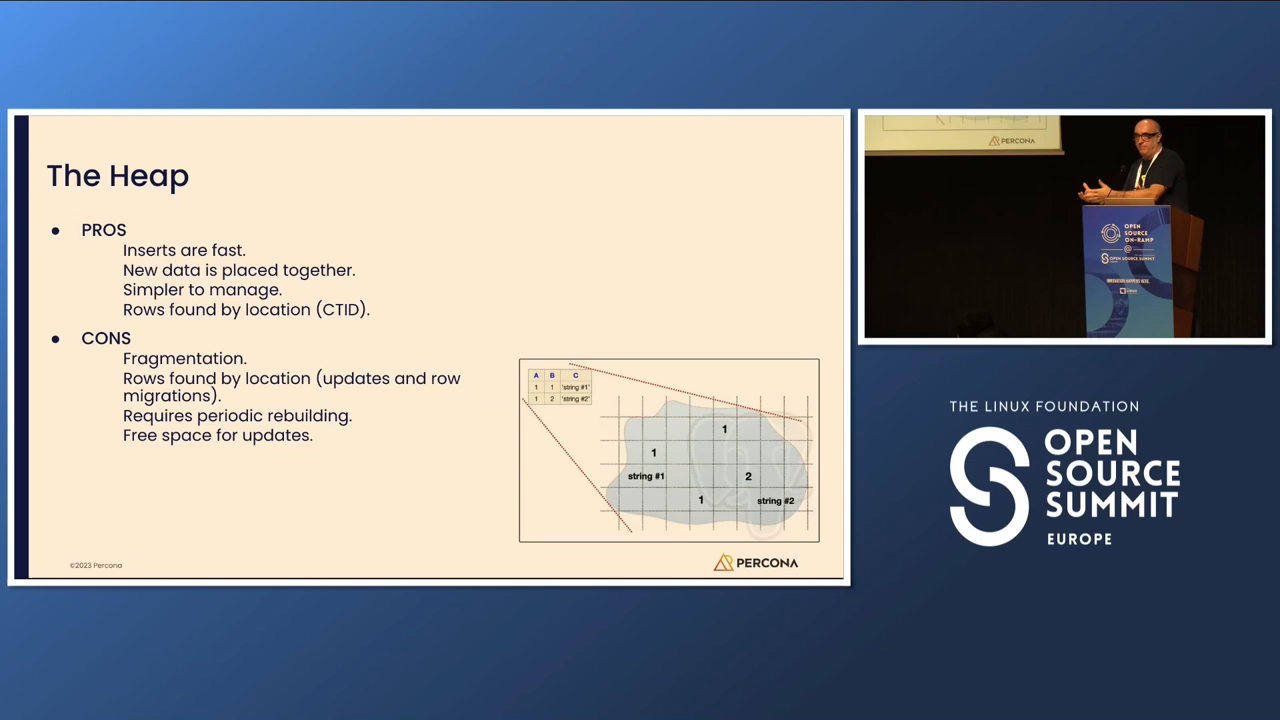 The Heap
● PROS
Inserts are fast.
New data is placed together.
Simpler to manage.
Rows found by location (CTID).
● CONS
Fragmentation.
Rows found by location (updates and row
migrations).
Requires periodic rebuilding.
Free space for updates.
A B C
1 1 'string #1'
1 2 'string #2'
1
1
string #1 2
1 string #2
©2023 Percona
PERCONA
PERCONA
OPEN
SOURCE
ON-RAMP
@
OPEN SOURCE SUMMIT
INNOVATION HAPPENS HERE.
THE LINUX FOUNDATION
OPEN
SOURCE
SUMMIT
EUROPE